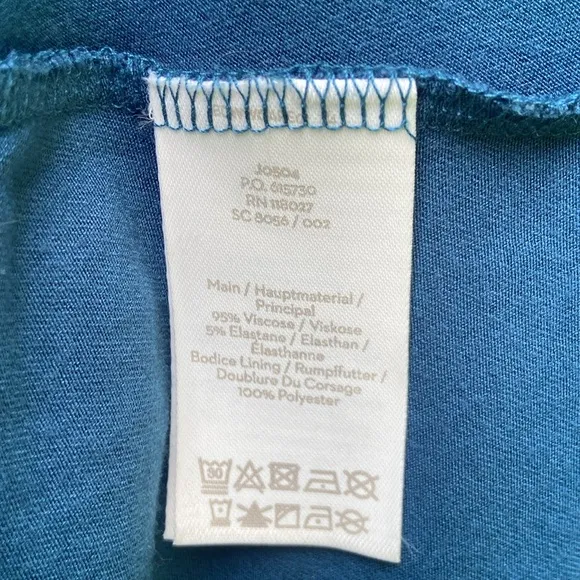 J0504
P.O. 615730
RN 118027
SC 8056 / 002
Main / Hauptmaterial /
Principal
95% Viscose / Viskose
5% Elastane / Elasthan /
Élasthanne
Bodice Lining / Rumpffutter /
Doublure Du Corsage
100% Polyester
30